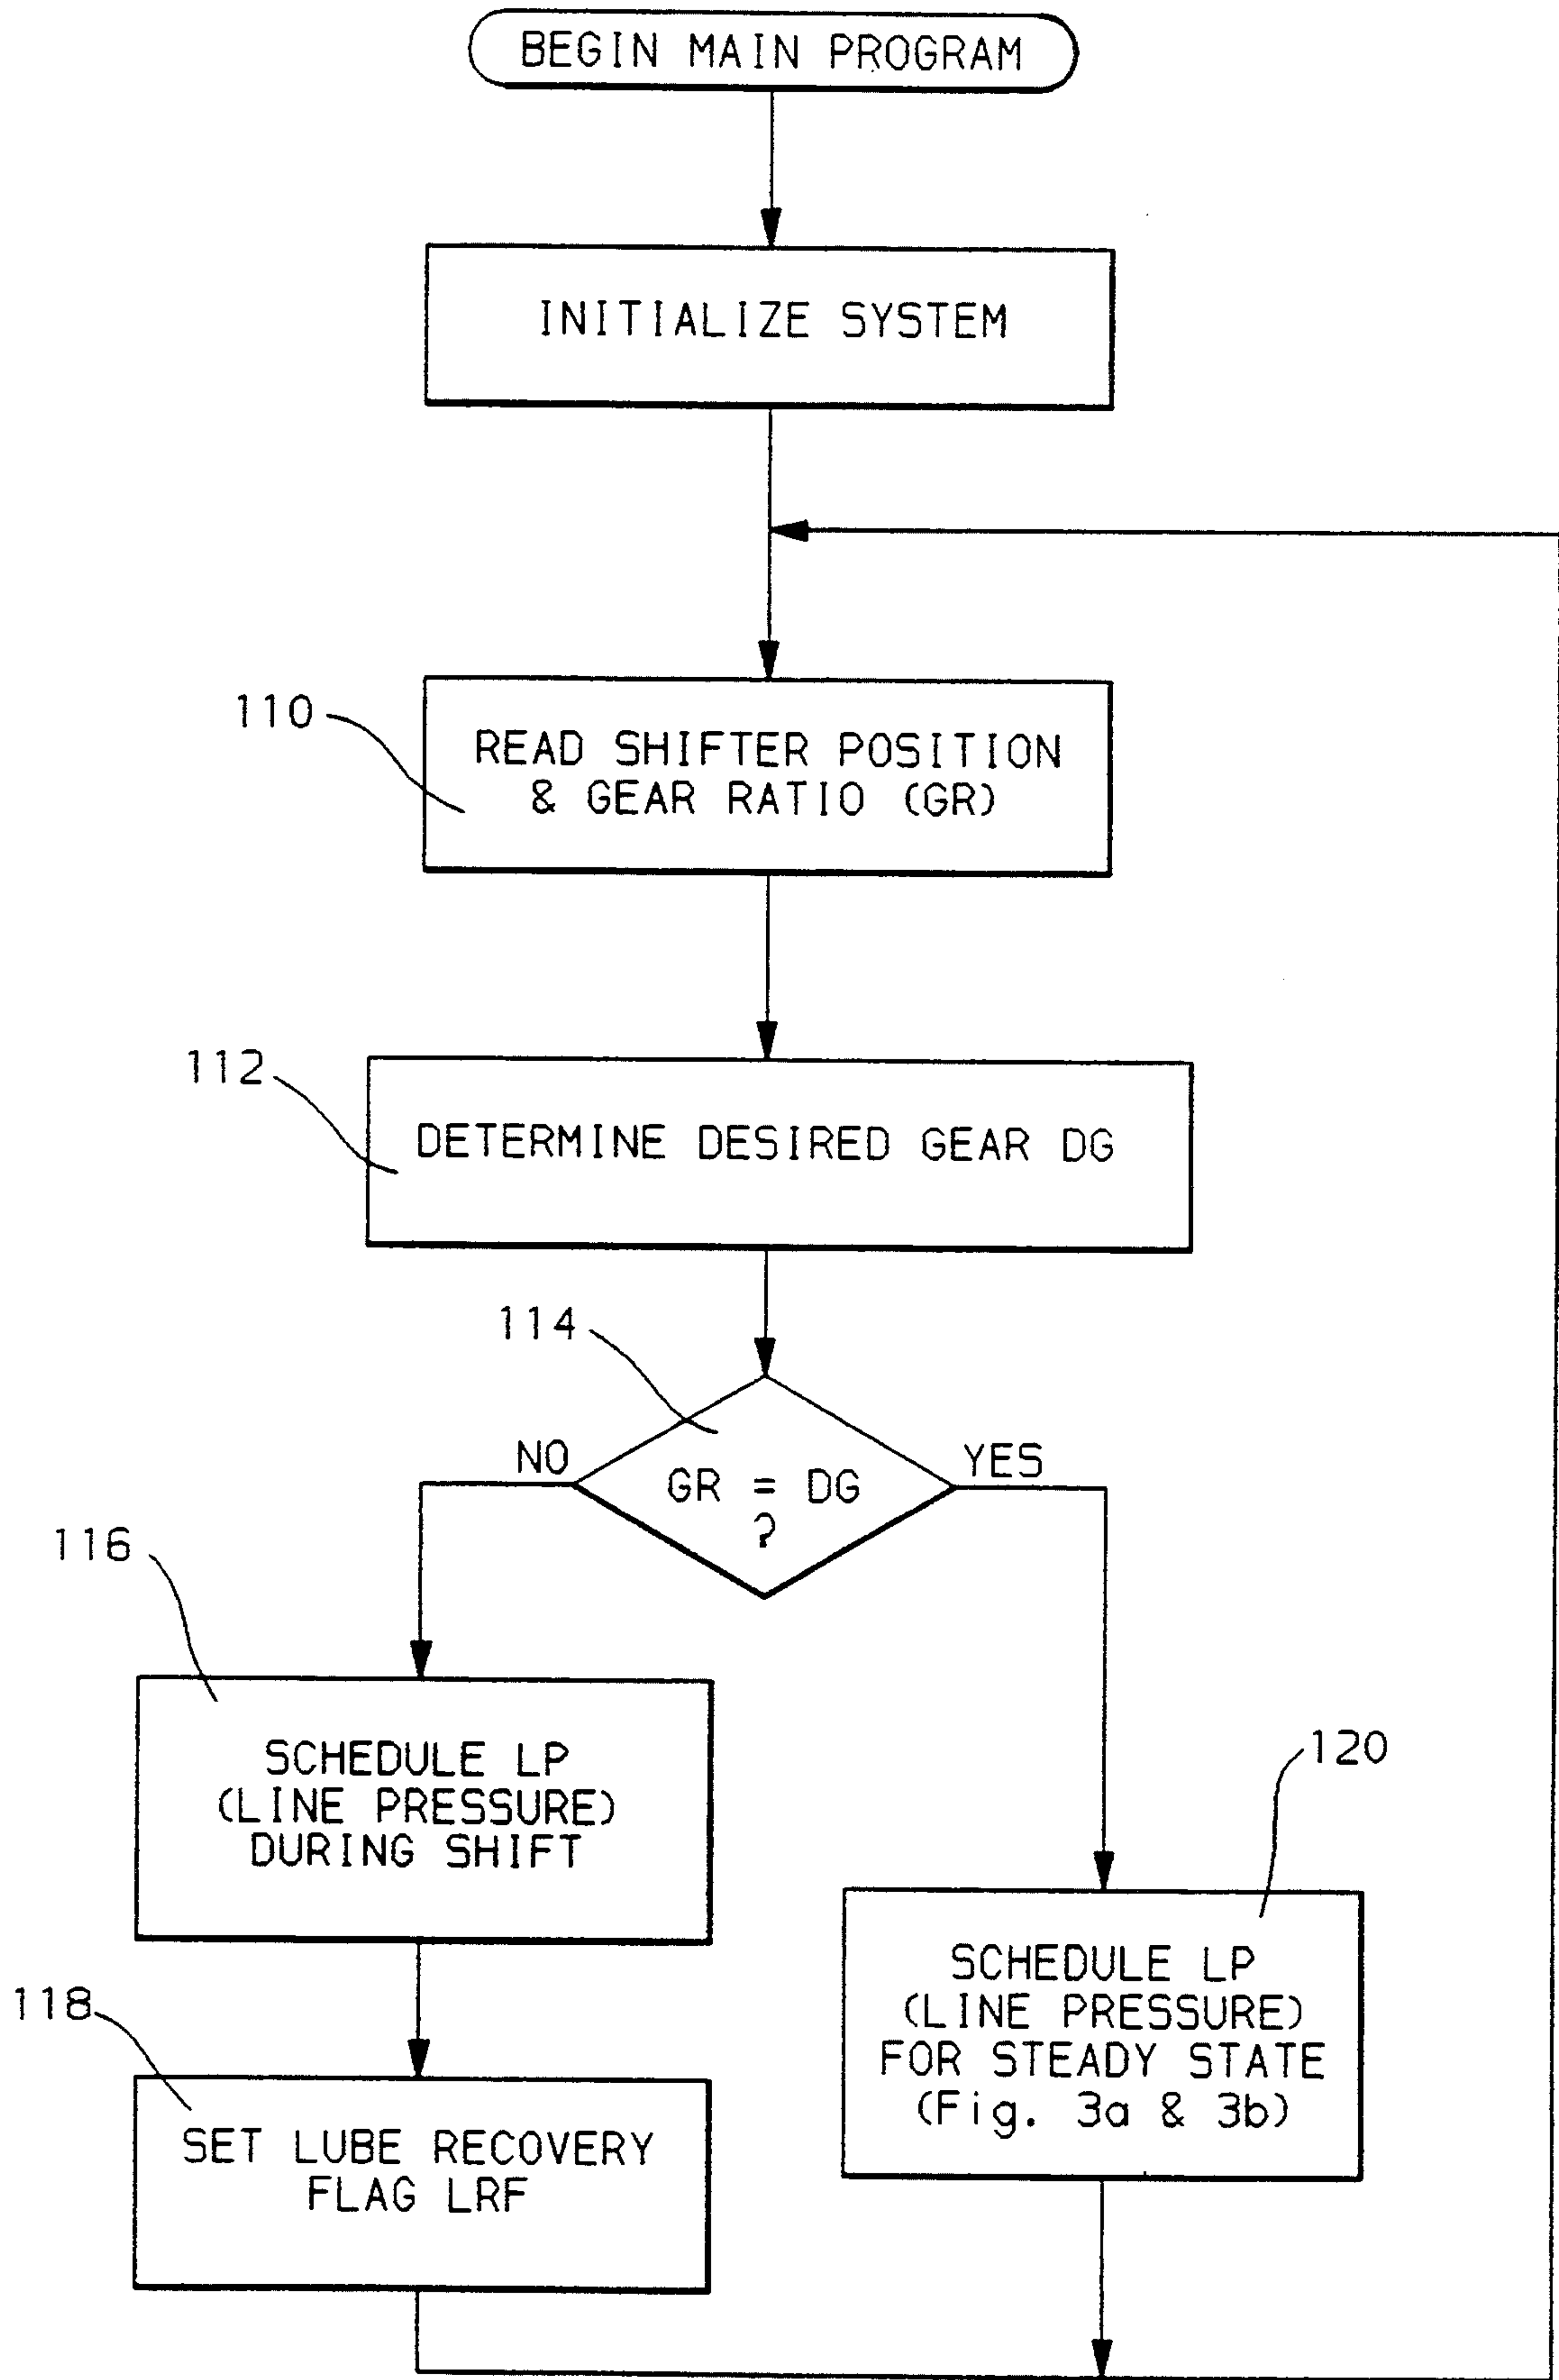 BEGIN MAIN PROGRAM
INITIALIZE SYSTEM
110
READ SHIFTER POSITION
& GEAR RATIO (GR)
112
DETERMINE DESIRED GEAR DG
114
NO
YES
GR = DG
?
116
SCHEDULE LP
(LINE PRESSURE)
DURING SHIFT
120
SCHEDULE LP
(LINE PRESSURE)
FOR STEADY STATE
(Fig. 3a & 3b)
118
SET LUBE RECOVERY
FLAG LRF